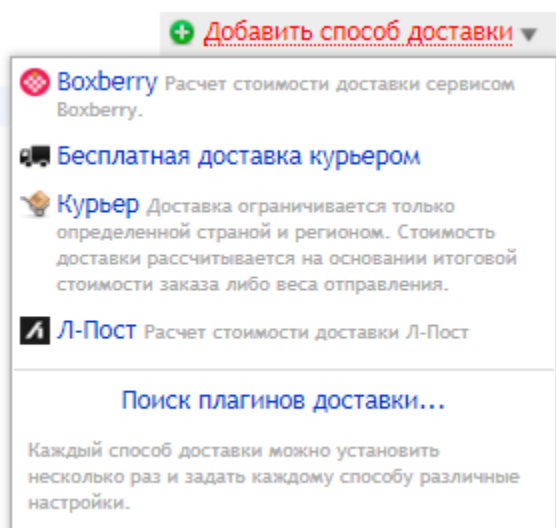 Добавить способ доставки
Boxberry Расчет стоимости доставки сервисом
Boxberry.
Бесплатная доставка курьером
Курьер Доставка ограничивается только
определенной страной и регионом. Стоимость
доставки рассчитывается на основании итоговой
стоимости заказа либо веса отправления.
Л-Пост Расчет стоимости доставки Л-Пост
Поиск плагинов доставки...
Каждый способ доставки можно установить
несколько раз и задать каждому способу различные
настройки.